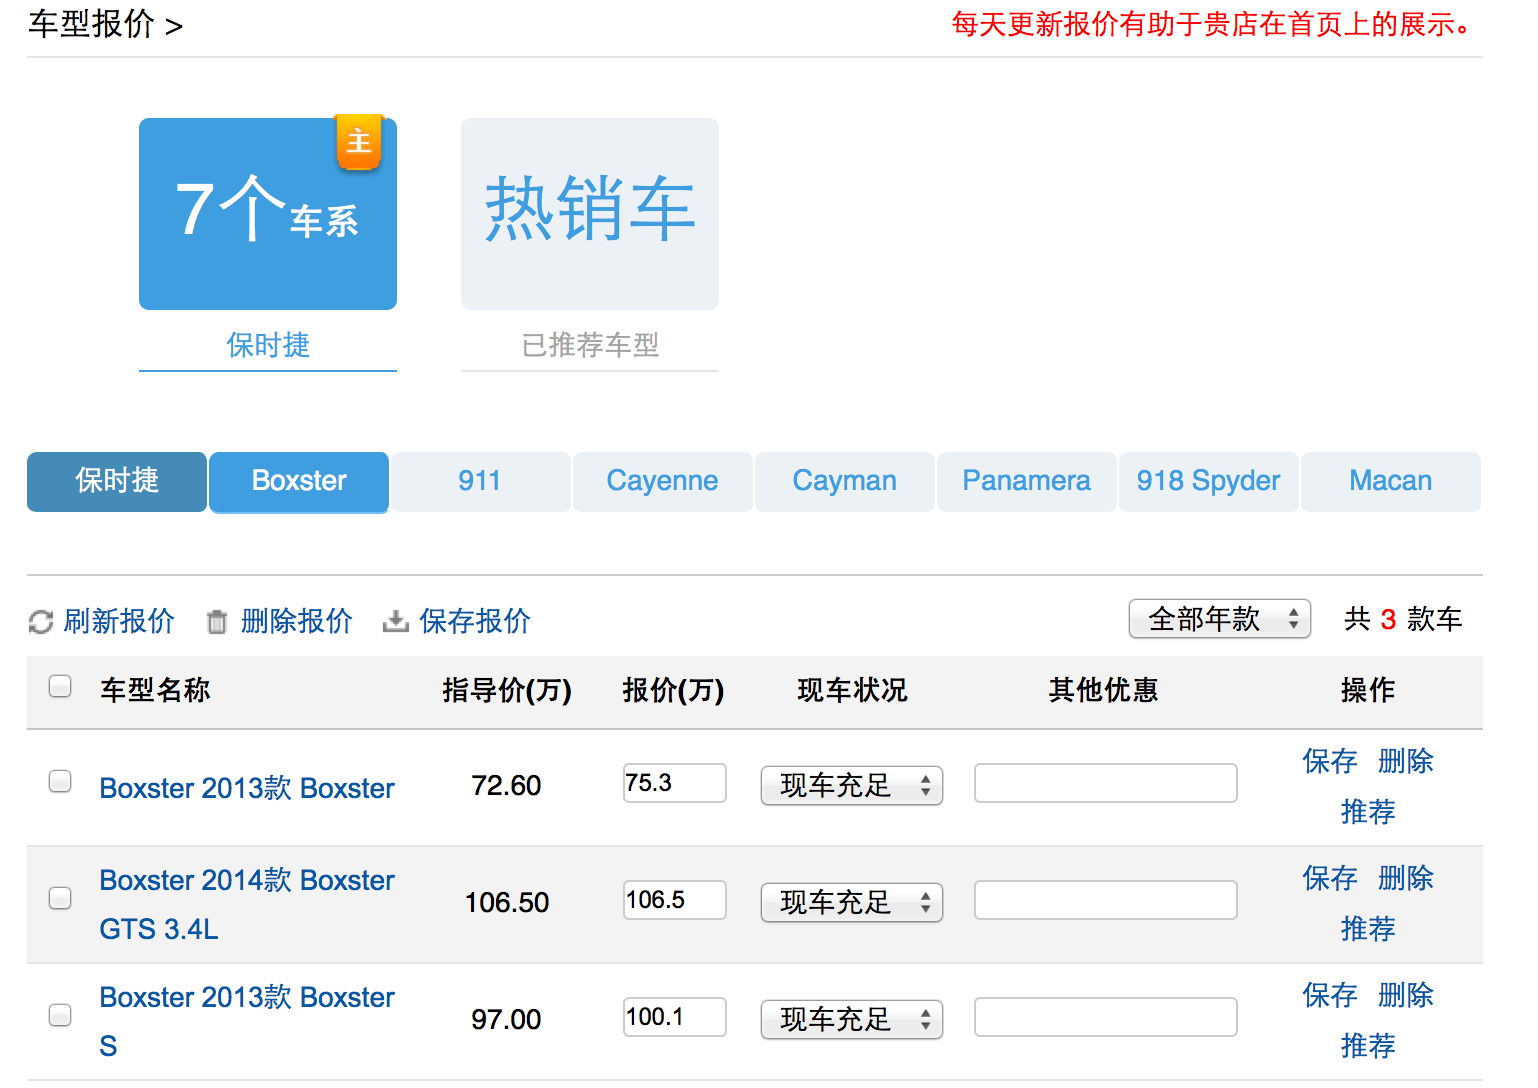 车型报价 >
每天更新报价有助于贵店在首页上的展示。
主
7个车系
热销车
保时捷
已推荐车型
保时捷 Boxster 911 Cayenne Cayman Panamera 918 Spyder Macan
刷新报价 删除报价 保存报价 全部年款 共 3 款车
车型名称 指导价(万) 报价(万) 现车状况 其他优惠 操作
Boxster 2013款 Boxster 72.60 75.3 现车充足 保存 删除
推荐
Boxster 2014款 Boxster
GTS 3.4L 106.50 106.5 现车充足 保存 删除
推荐
Boxster 2013款 Boxster
S 97.00 100.1 现车充足 保存 删除
推荐